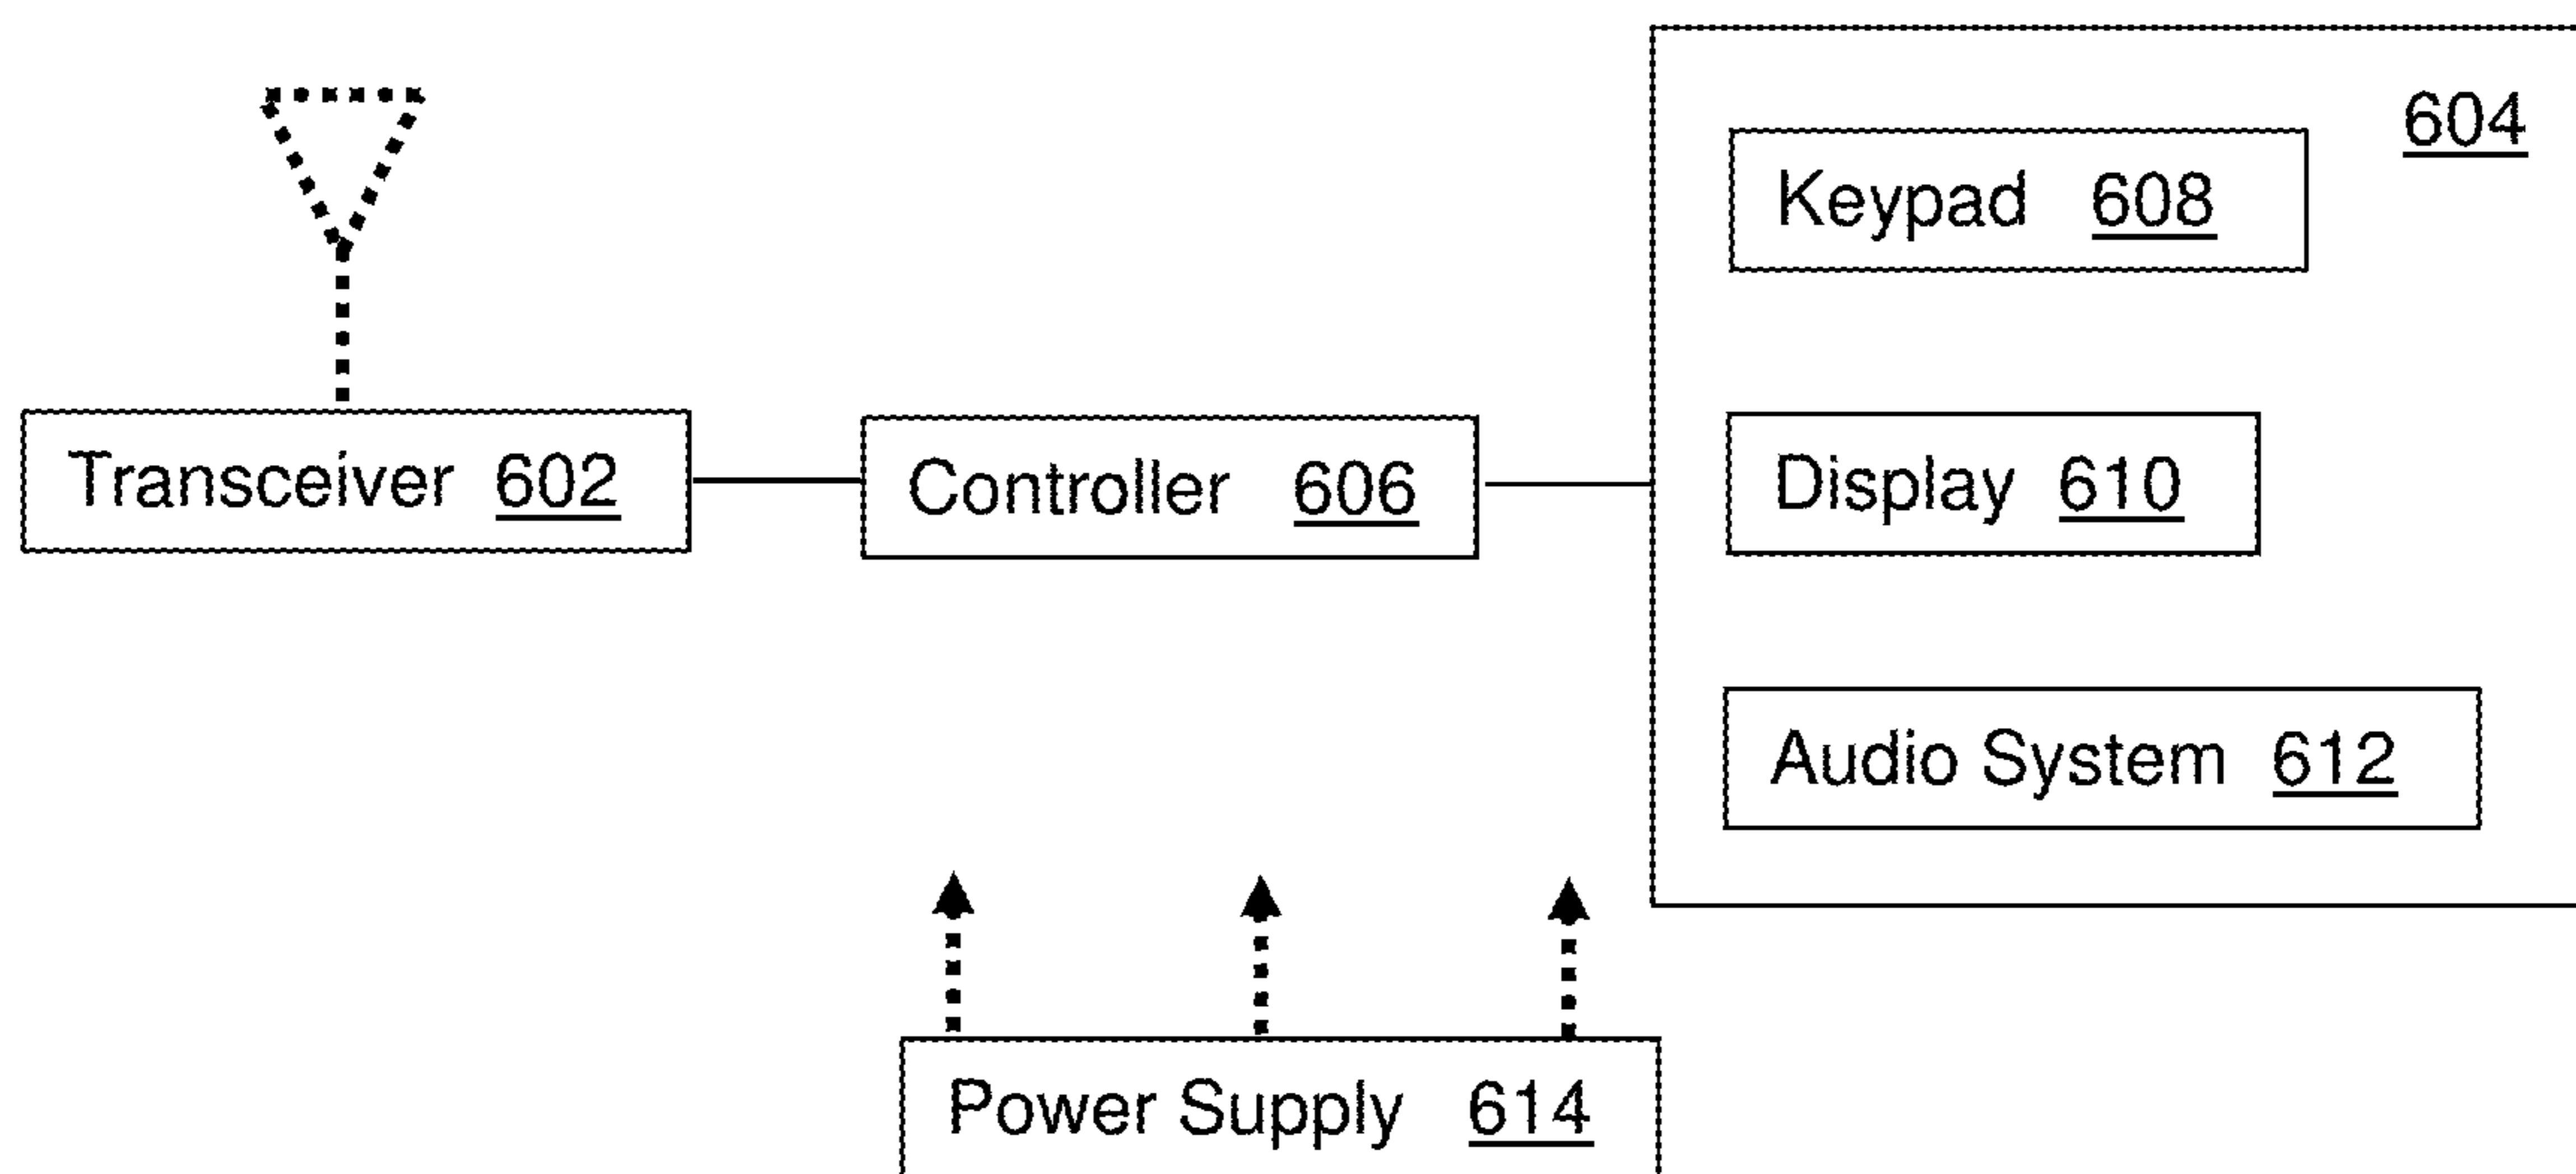 604
Keypad 608
Transceiver 602
Controller 606
Display 610
Audio System 612
Power Supply 614